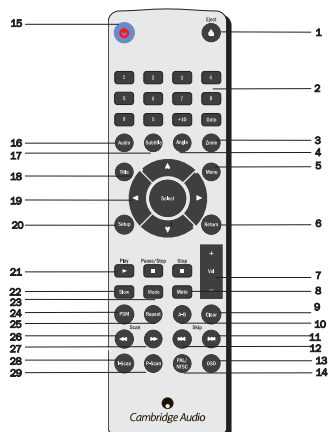 15
Eject
1
1 2 3 4
2
5 6 7 8
9 0 +10 Goto
16
Audio Subtitle Angle Zoom
3
17
4
18
Title Menu
5
19
Select
20
Setup Return
6
Play Pause/Step Stop
21
+
Vol
−
7
22
Slow Mode Mute
8
23
24
PSM Repeat A-B Clear
9
25
10
Scan Skip
26
11
27
12
28
I-Scan P-Scan PAL/NTSC OSD
13
29
14
Cambridge Audio